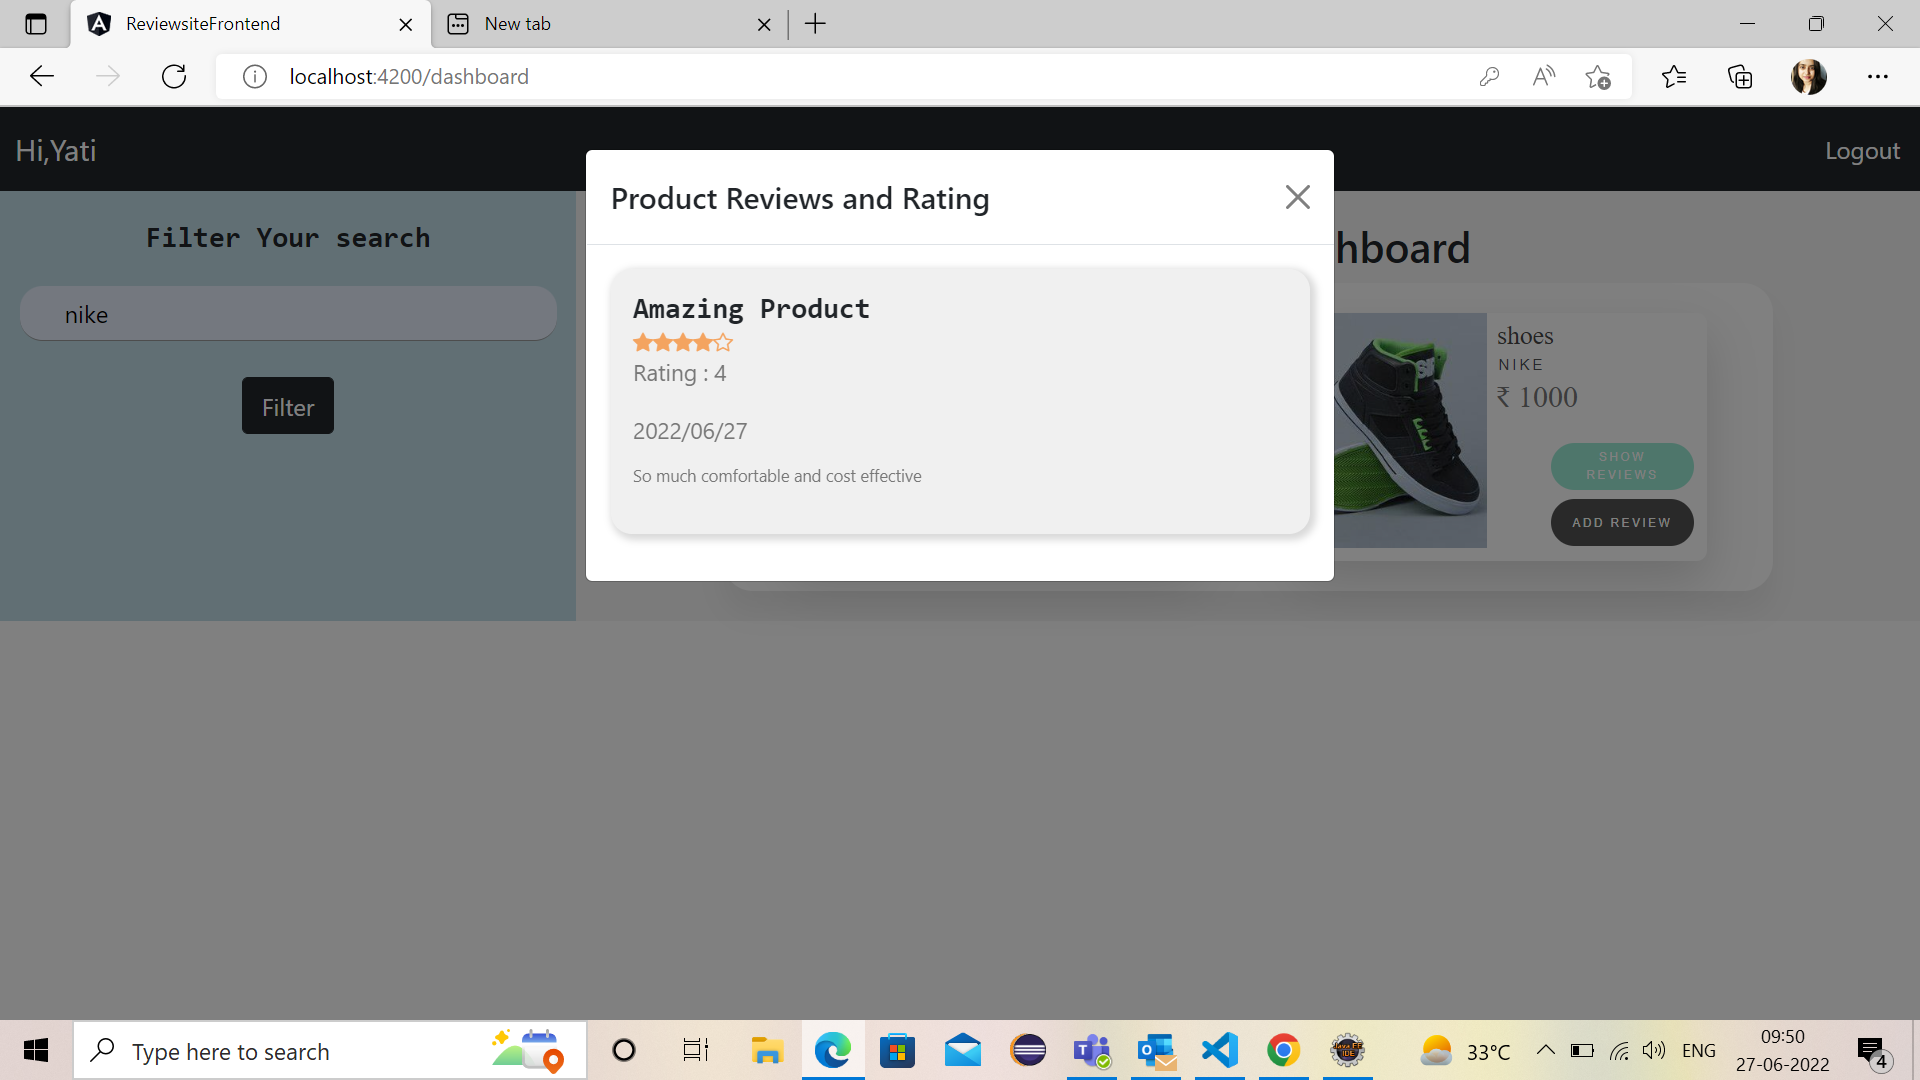 ReviewsiteFrontend
New tab
localhost:4200/dashboard
Hi,Yati
Logout
Filter Your search
nike
Filter
hboard
Product Reviews and Rating
Amazing Product
Rating : 4
2022/06/27
So much comfortable and cost effective
shoes
NIKE
₹ 1000
SHOW
REVIEWS
ADD REVIEW
Type here to search
33°C
ENG
09:50
27-06-2022
4